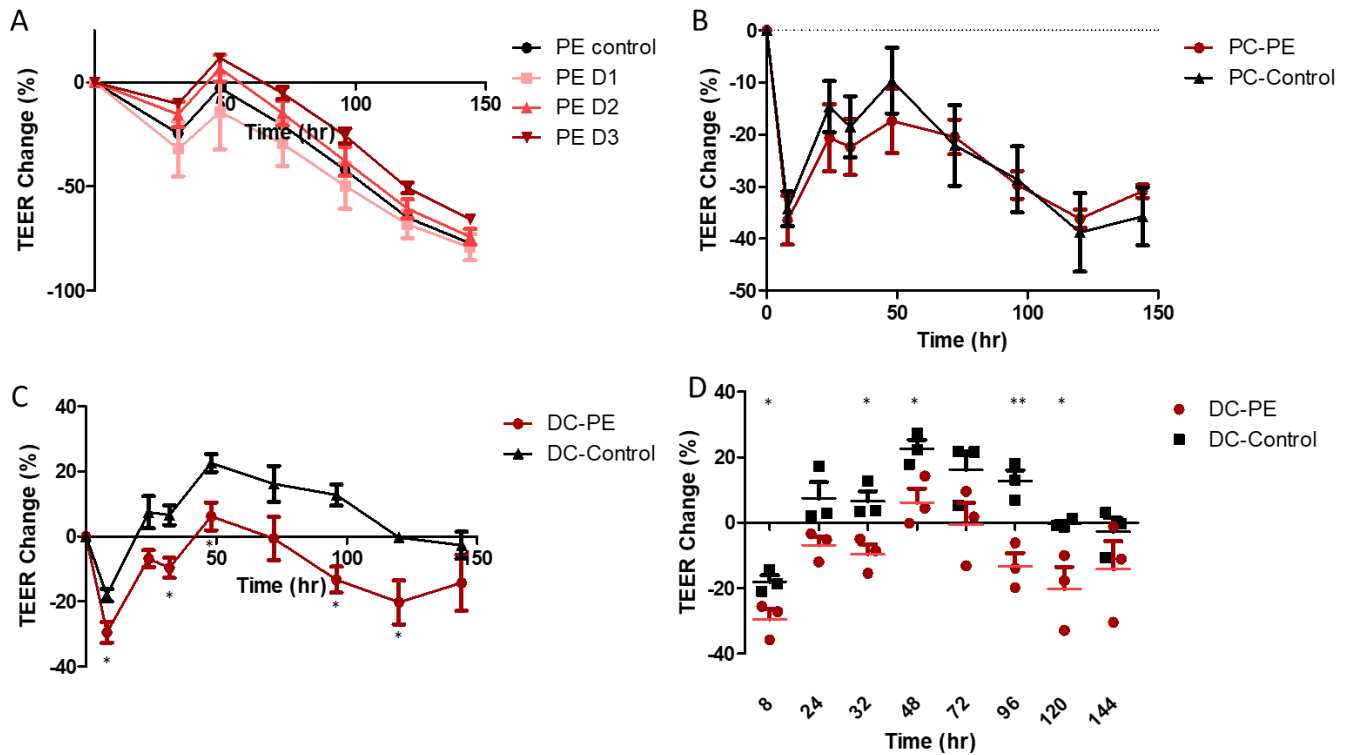 A
TEER Change (%)
0
-50
-100
50
100
150
Time (hr)
PE control
PE D1
PE D2
PE D3
B
TEER Change (%)
0
-10
-20
-30
-40
-50
0
50
100
150
Time (hr)
PC-PE
PC-Control
C
TEER Change (%)
40
20
0
-20
-40
50
100
150
Time (hr)
* * * * *
DC-PE
DC-Control
D
TEER Change (%)
40
20
0
-20
-40
* * * ** *
8 24 32 48 72 96 120 144
Time (hr)
DC-PE
DC-Control